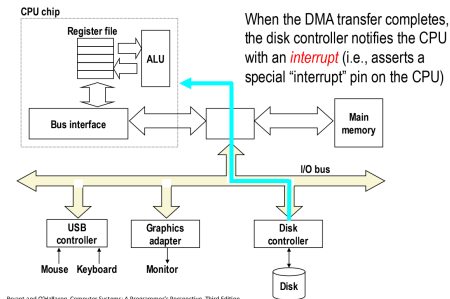 CPU chip
Register file
ALU
Bus interface
When the DMA transfer completes,
the disk controller notifies the CPU
with an interrupt (i.e., asserts a
special “interrupt” pin on the CPU)
Main
memory
I/O bus
USB
controller
Graphics
adapter
Disk
controller
Mouse Keyboard
Monitor
Disk
Bryant and O'Hallaron, Computer Systems: A Programmer's Perspective, Third Edition